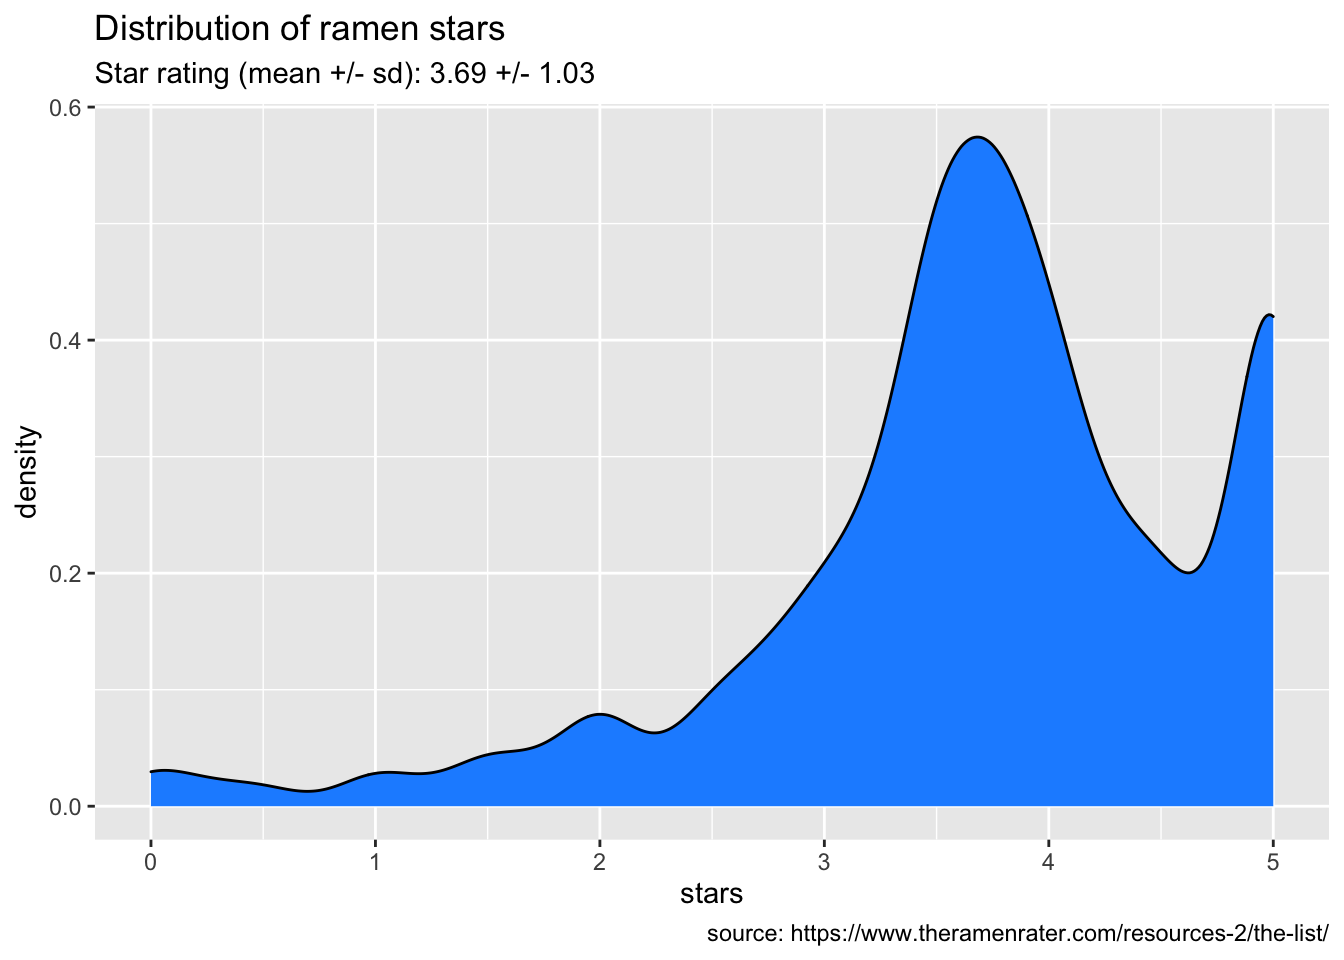 Distribution of ramen stars
Star rating (mean +/- sd): 3.69 +/- 1.03
0.6
0.4
0.2
0.0
density
0 1 2 3 4 5
stars
source: https://www.theramenrater.com/resources-2/the-list/